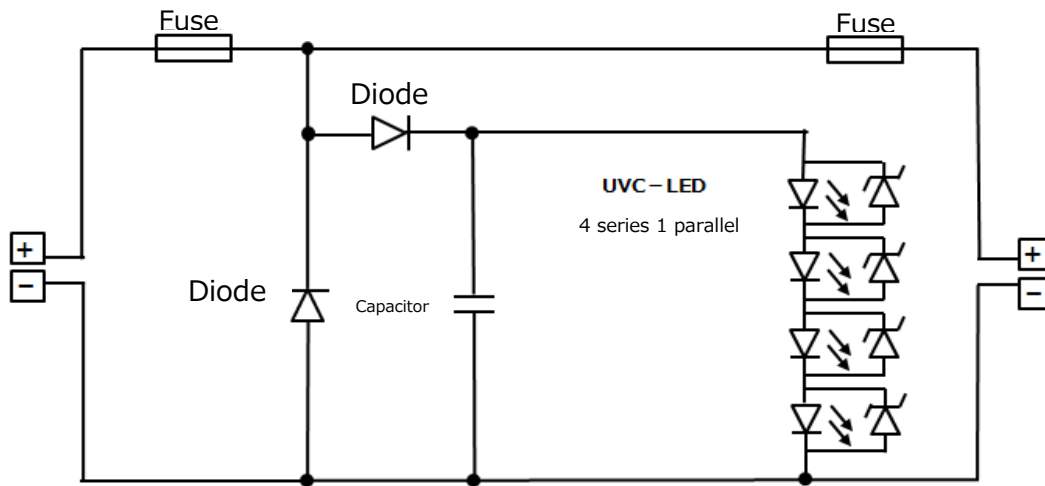 Fuse
Fuse
Diode
UVC-LED
4 series 1 parallel
+
−
Diode
Capacitor
+
−